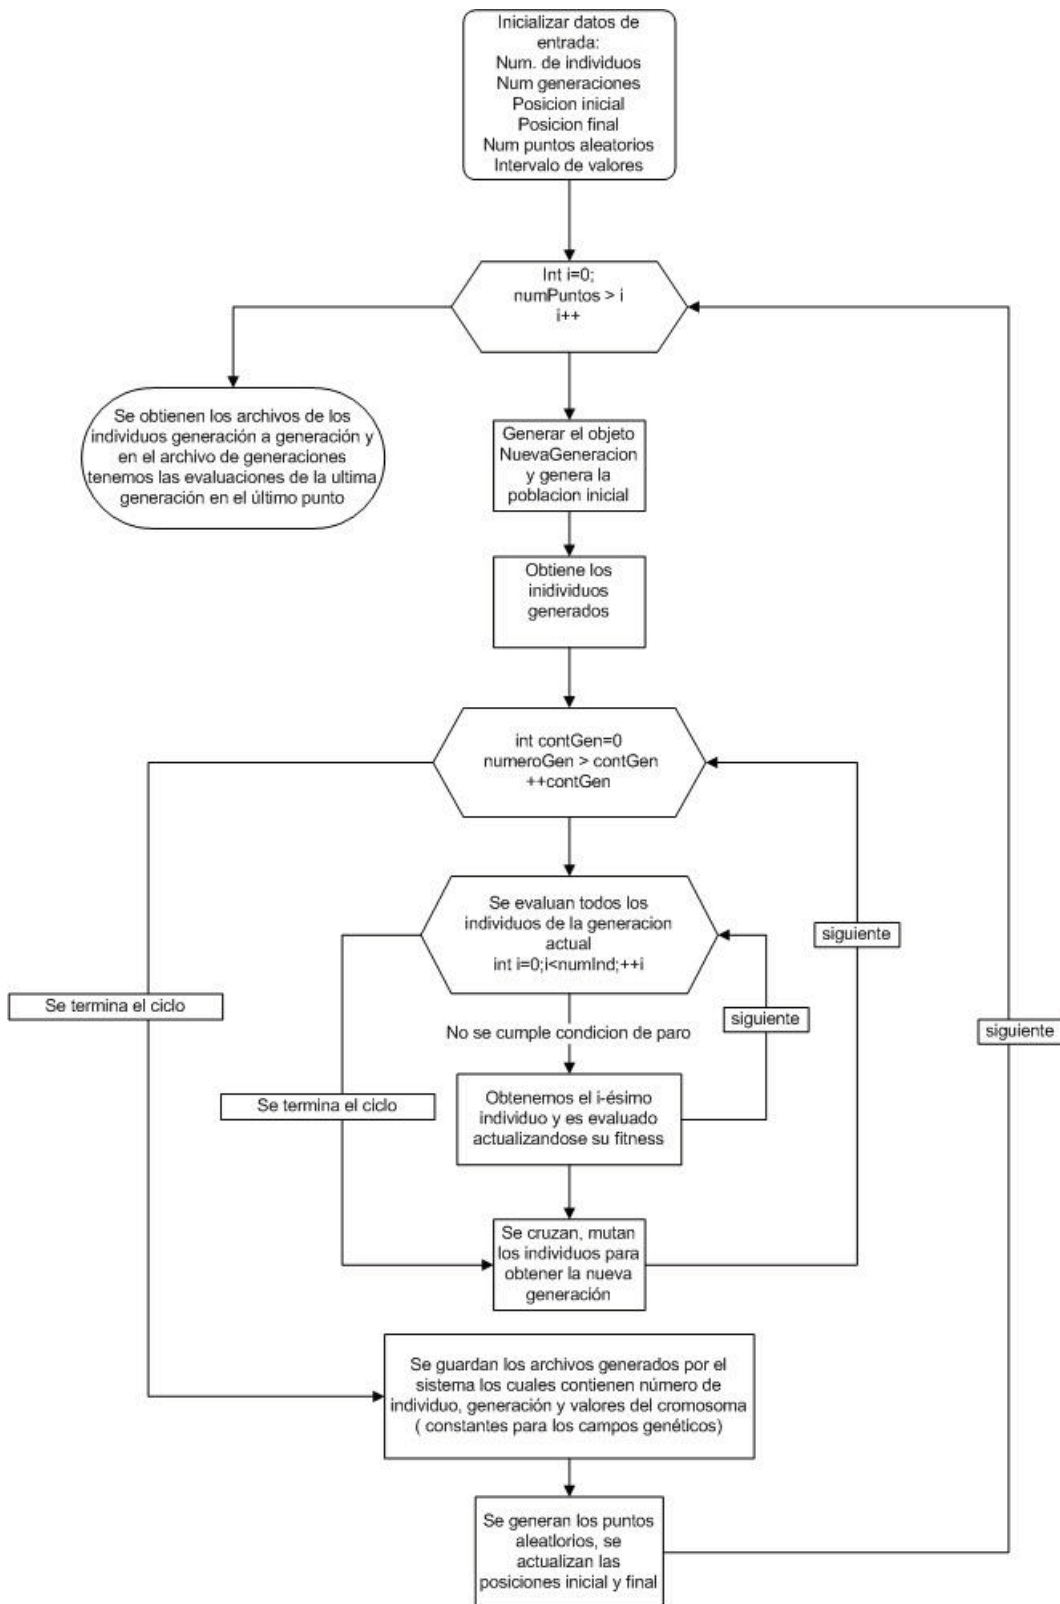 Inicializar datos de
entrada:
Num. de individuos
Num generaciones
Posicion inicial
Posicion final
Num puntos aleatorios
Intervalo de valores
Int i=0;
numPuntos > i
i++
Se obtienen los archivos de los
individuos generación a generación y
en el archivo de generaciones
tenemos las evaluaciones de la ultima
generación en el último punto
Generar el objeto
NuevaGeneracion
y genera la
poblacion inicial
Obtiene los
inidividuos
generados
int contGen=0
numeroGen > contGen
++contGen
Se evaluan todos los
individuos de la generacion
actual
int i=0;i<numInd;++i
siguiente
Se termina el ciclo
No se cumple condicion de paro
siguiente
siguiente
Se termina el ciclo
Obtenemos el i-ésimo
individuo y es evaluado
actualizandose su fitness
Se cruzan, mutan
los individuos para
obtener la nueva
generación
Se guardan los archivos generados por el
sistema los cuales contienen número de
individuo, generación y valores del cromosoma
( constantes para los campos genéticos)
Se generan los puntos
aleatlorios, se
actualizan las
posiciones inicial y final